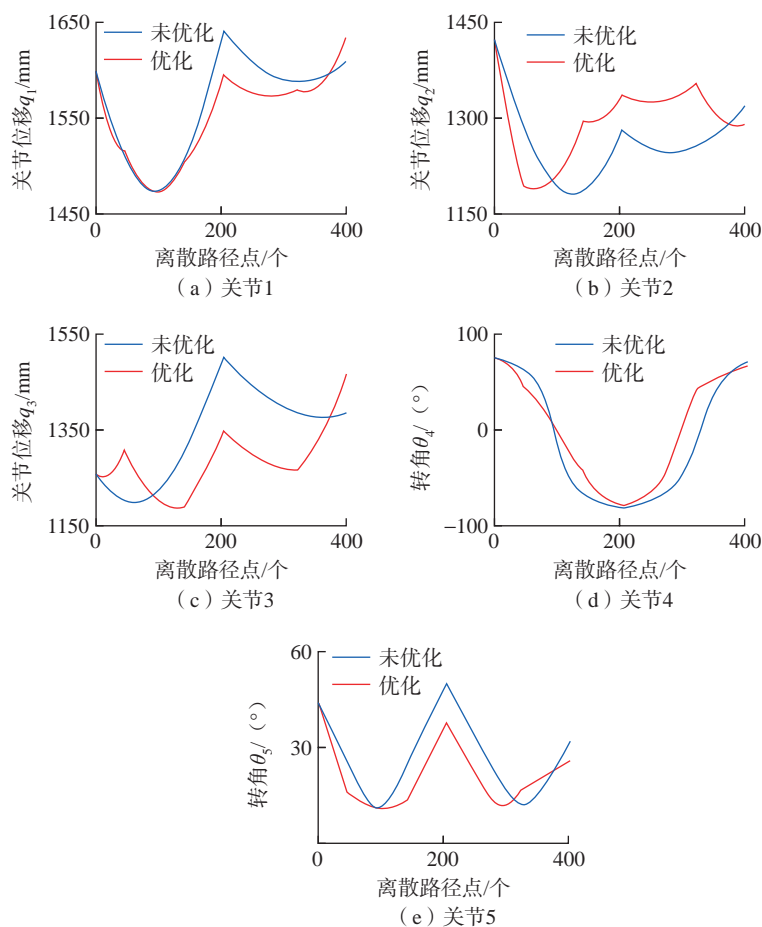 1650
1550
1450
0
200
400
关节位移q₁/mm
未优化
优化
离散路径点/个
（a）关节1
1450
1300
1150
0
200
400
关节位移q₂/mm
未优化
优化
离散路径点/个
（b）关节2
1550
1350
1150
0
200
400
关节位移q₃/mm
未优化
优化
离散路径点/个
（c）关节3
100
0
−100
0
200
400
转角θ₄/（°）
未优化
优化
离散路径点/个
（d）关节4
60
30
0
200
400
转角θ₅/（°）
未优化
优化
离散路径点/个
（e）关节5